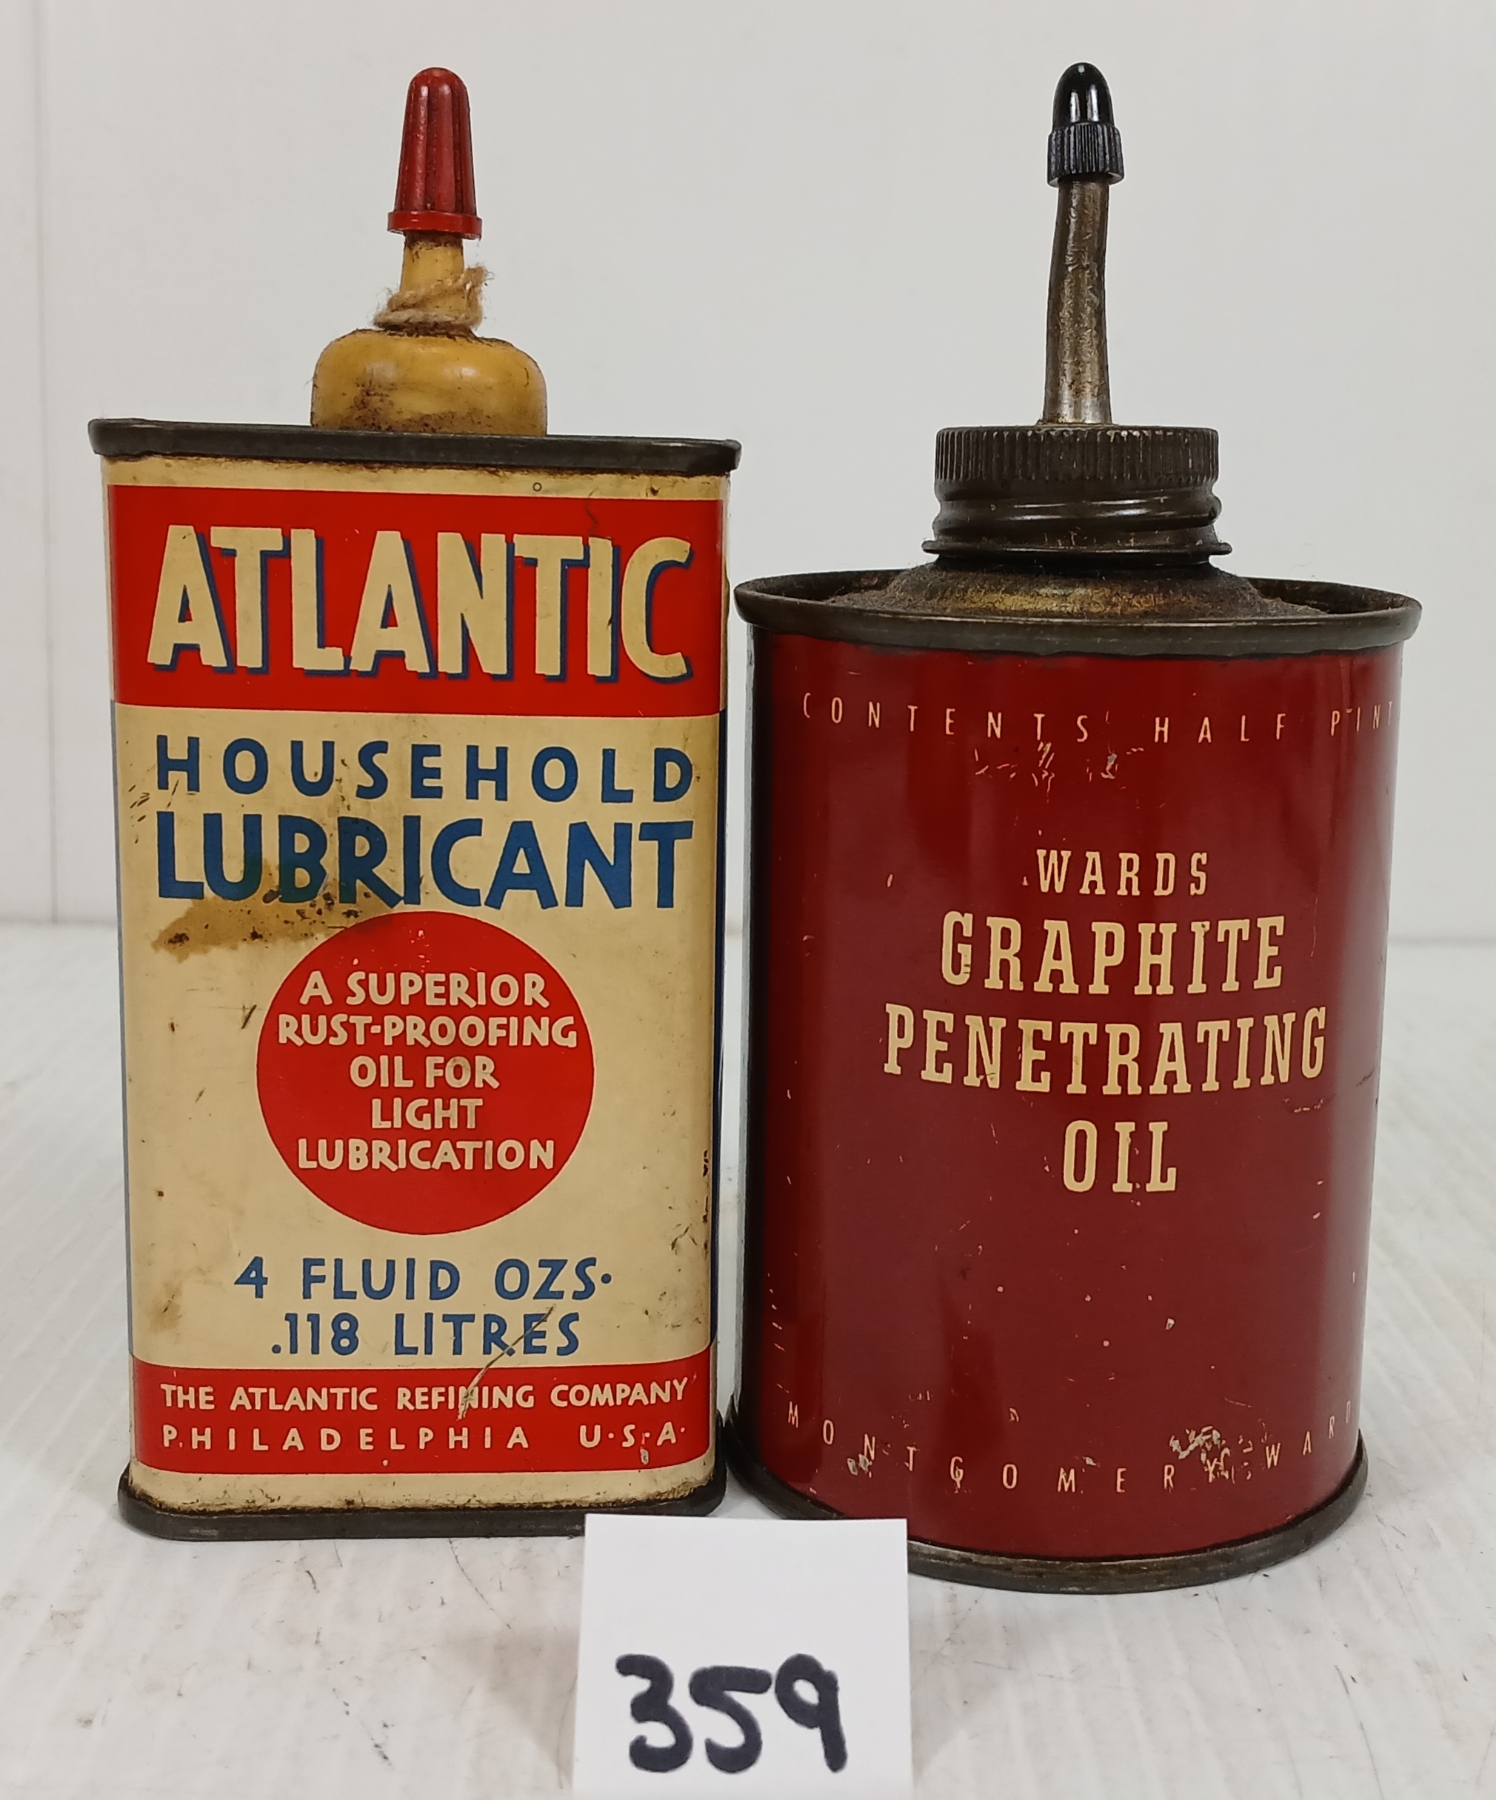 ATLANTIC
HOUSEHOLD
LUBRICANT
A SUPERIOR
RUST-PROOFING
OIL FOR
LIGHT
LUBRICATION
4 FLUID OZS.
.118 LITRES
THE ATLANTIC REFINING COMPANY
PHILADELPHIA U.S.A.
CONTENTS HALF PINT
WARDS
GRAPHITE
PENETRATING
OIL
MONTGOMERY WARD
359